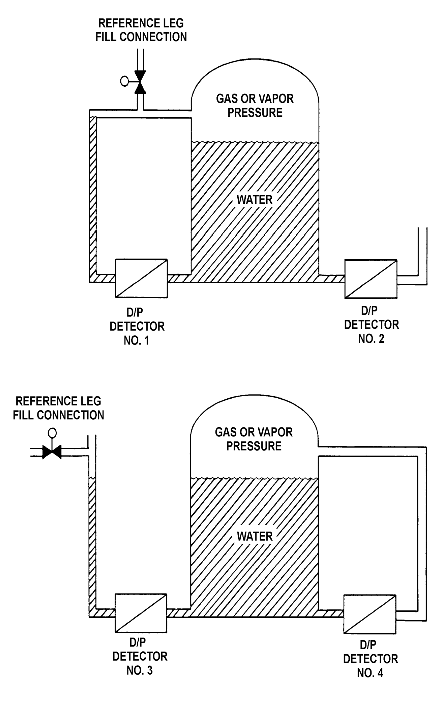 REFERENCE LEG
FILL CONNECTION
GAS OR VAPOR
PRESSURE
WATER
D/P
DETECTOR
NO. 1
D/P
DETECTOR
NO. 2
REFERENCE LEG
FILL CONNECTION
GAS OR VAPOR
PRESSURE
WATER
D/P
DETECTOR
NO. 3
D/P
DETECTOR
NO. 4